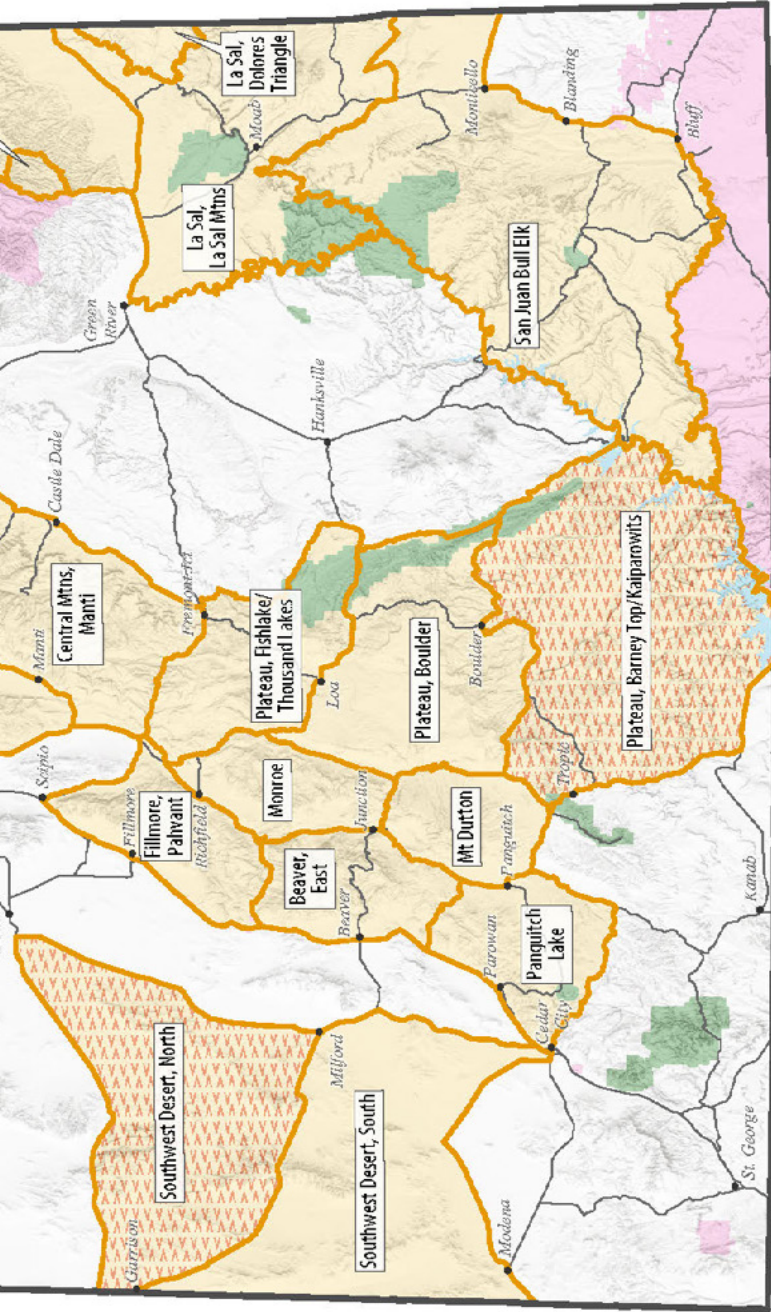 Garrison
Southwest Desert, North
Milford
Southwest Desert, South
Modena
St. George
Cedar
City
Parowan
Panguitch
Lake
Panguitch
Kanab
Beaver
Beaver,
East
Fillmore
Fillmore,
Pahvant
Richfield
Scipio
Junction
Monroe
Mt Dutton
Tropic
Manti
Central Mtns,
Manti
Castle Dale
Fremont Jct
Plateau, Fishlake/
Thousand Lakes
Loa
Plateau, Boulder
Boulder
Plateau, Barney Top/Kaiparowits
Hanksville
Green
River
La Sal,
La Sal Mtns
San Juan Bull Elk
Moab
La Sal,
Dolores
Triangle
Monticello
Blanding
Bluff